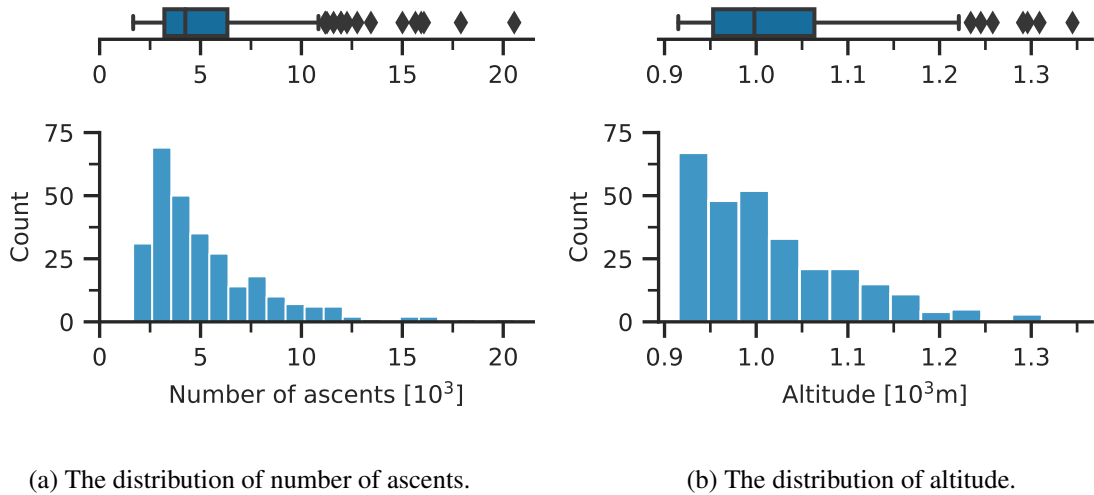 0 5 10 15 20
0.9 1.0 1.1 1.2 1.3
75
50
25
0
Count
0 5 10 15 20
Number of ascents [10³]
75
50
25
0
Count
0.9 1.0 1.1 1.2 1.3
Altitude [10³m]
(a) The distribution of number of ascents.
(b) The distribution of altitude.